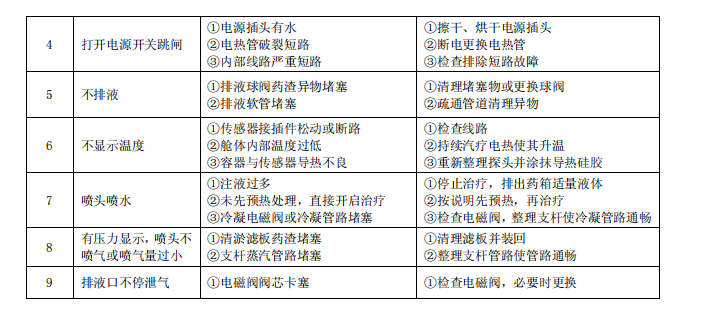 4
打开电源开关跳闸
①电源插头有水
②电热管破裂短路
③内部线路严重短路
①擦干、烘干电源插头
②断电更换电热管
③检查排除短路故障
5
不排液
①排液球阀药渣异物堵塞
②排液软管堵塞
①清理堵塞物或更换球阀
②疏通管道清理异物
6
不显示温度
①传感器接插件松动或断路
②舱体内部温度过低
③容器与传感器导热不良
①检查线路
②持续汽疗电热使其升温
③重新整理探头并涂抹导热硅胶
7
喷头喷水
①注液过多
②未先预热处理，直接开启治疗
③冷凝电磁阀或冷凝管路堵塞
①停止治疗，排出药箱适量液体
②按说明先预热，再治疗
③检查电磁阀，整理支杆使冷凝管路通畅
8
有压力显示，喷头不
喷气或喷气量过小
①清淤滤板药渣堵塞
②支杆蒸汽管路堵塞
①清理滤板并装回
②整理支杆管路使管路通畅
9
排液口不停泄气
①电磁阀阀芯卡塞
①检查电磁阀，必要时更换